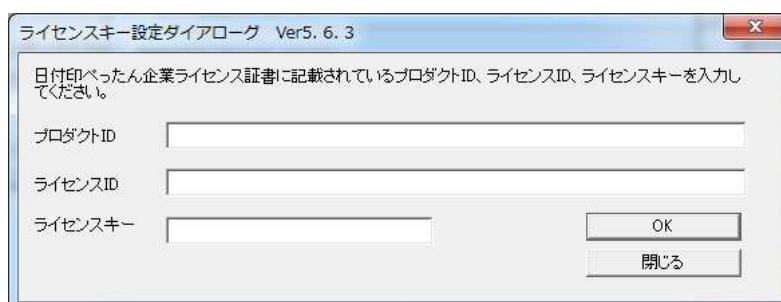 ライセンスキー設定ダイアローグ Ver5. 6. 3
日付印ぺったん企業ライセンス証書に記載されているプロダクトID、ライセンスID、ライセンスキーを入力し
てください。
プロダクトID
ライセンスID
ライセンスキー
OK
閉じる